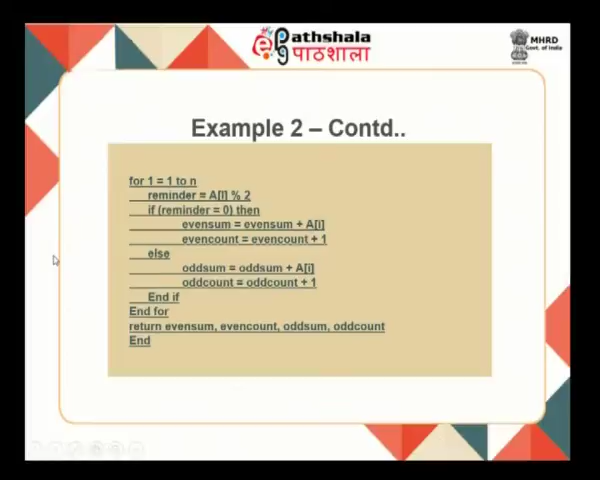 Pathshala
पाठशाला
MHRD
Govt. of India
Example 2 – Contd..
for 1 = 1 to n
reminder = A[I] % 2
if (reminder = 0) then
evensum = evensum + A[i]
evencount = evencount + 1
else
oddsum = oddsum + A[i]
oddcount = oddcount + 1
End if
End for
return evensum, evencount, oddsum, oddcount
End